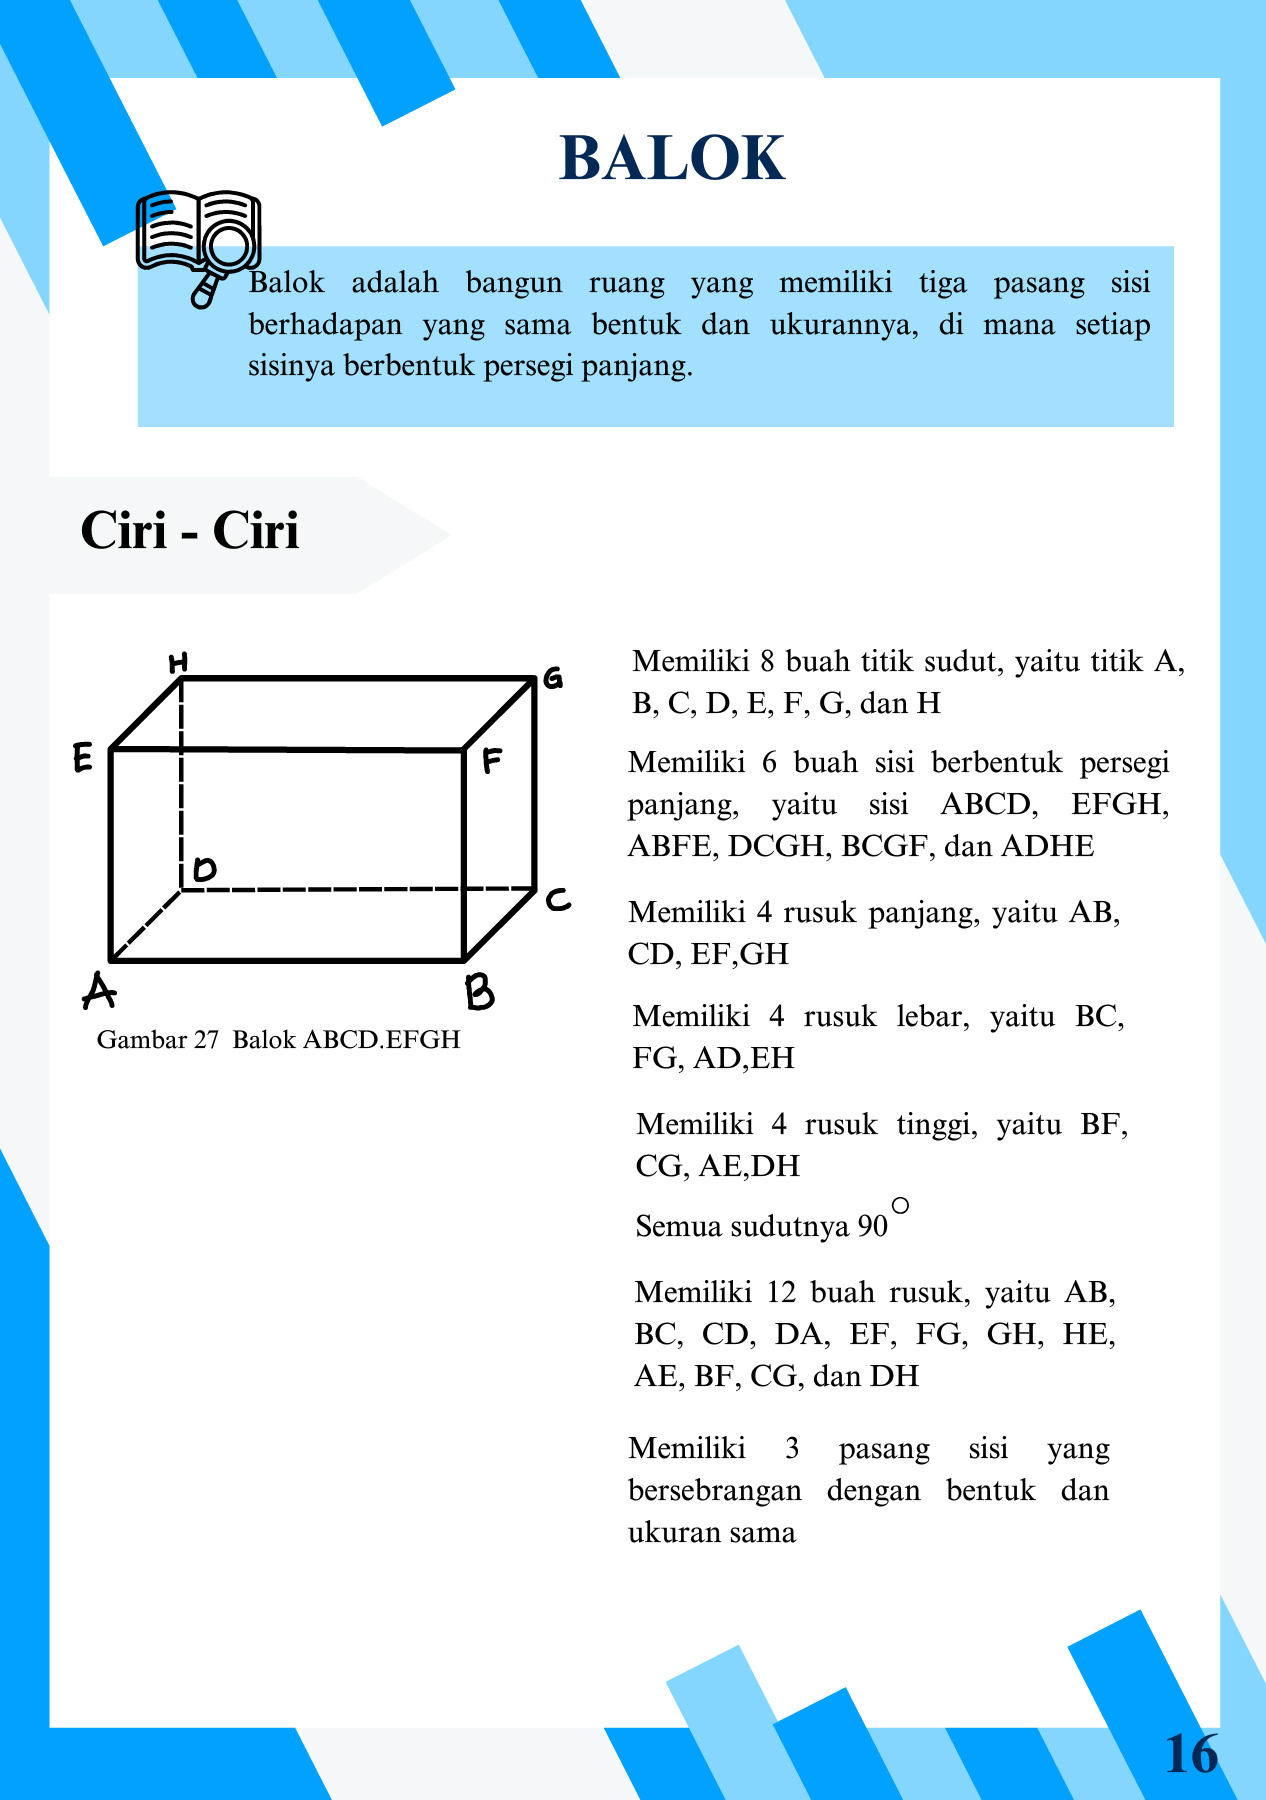 BALOK
Balok adalah bangun ruang yang memiliki tiga pasang sisi
berhadapan yang sama bentuk dan ukurannya, di mana setiap
sisinya berbentuk persegi panjang.
Ciri - Ciri
H
G
E
F
D
C
A
B
Gambar 27 Balok ABCD.EFGH
Memiliki 8 buah titik sudut, yaitu titik A,
B, C, D, E, F, G, dan H
Memiliki 6 buah sisi berbentuk persegi
panjang, yaitu sisi ABCD, EFGH,
ABFE, DCGH, BCGF, dan ADHE
Memiliki 4 rusuk panjang, yaitu AB,
CD, EF,GH
Memiliki 4 rusuk lebar, yaitu BC,
FG, AD,EH
Memiliki 4 rusuk tinggi, yaitu BF,
CG, AE,DH
Semua sudutnya 90°
Memiliki 12 buah rusuk, yaitu AB,
BC, CD, DA, EF, FG, GH, HE,
AE, BF, CG, dan DH
Memiliki 3 pasang sisi yang
bersebrangan dengan bentuk dan
ukuran sama
16